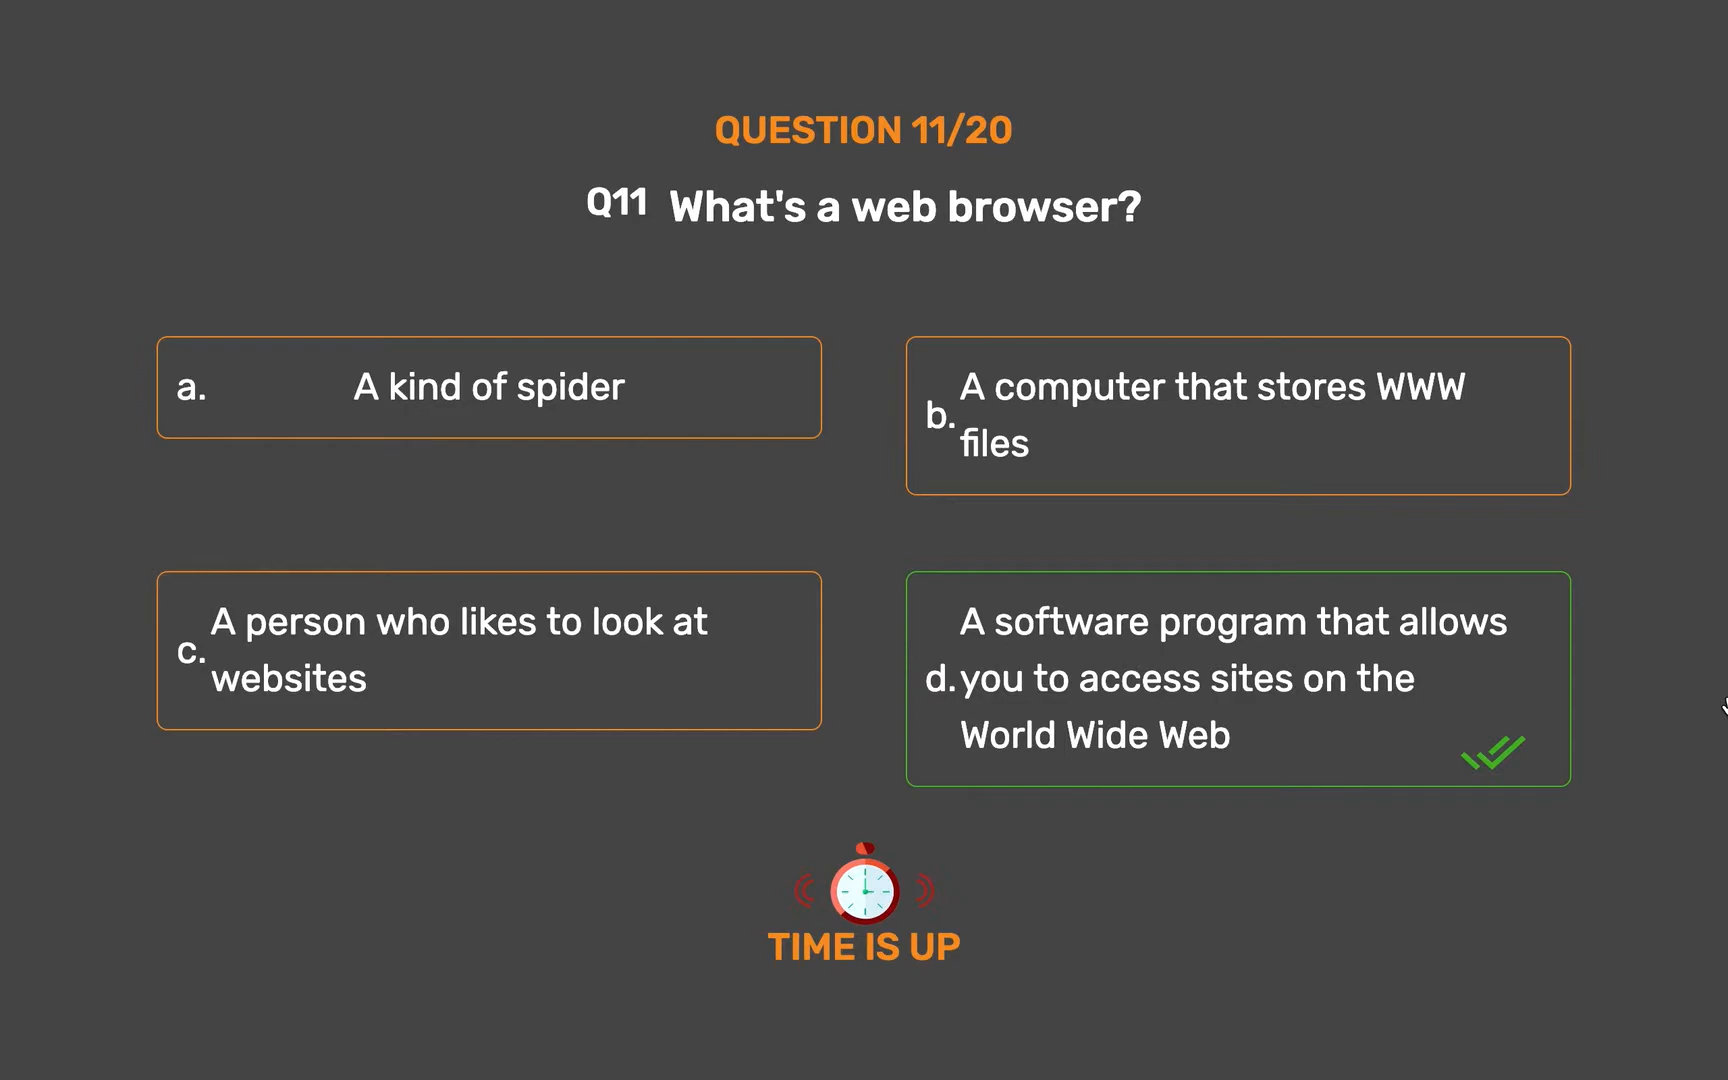 QUESTION 11/20
Q11 What's a web browser?
a. A kind of spider
b. A computer that stores WWW
files
c. A person who likes to look at
websites
A software program that allows
d. you to access sites on the
World Wide Web
TIME IS UP